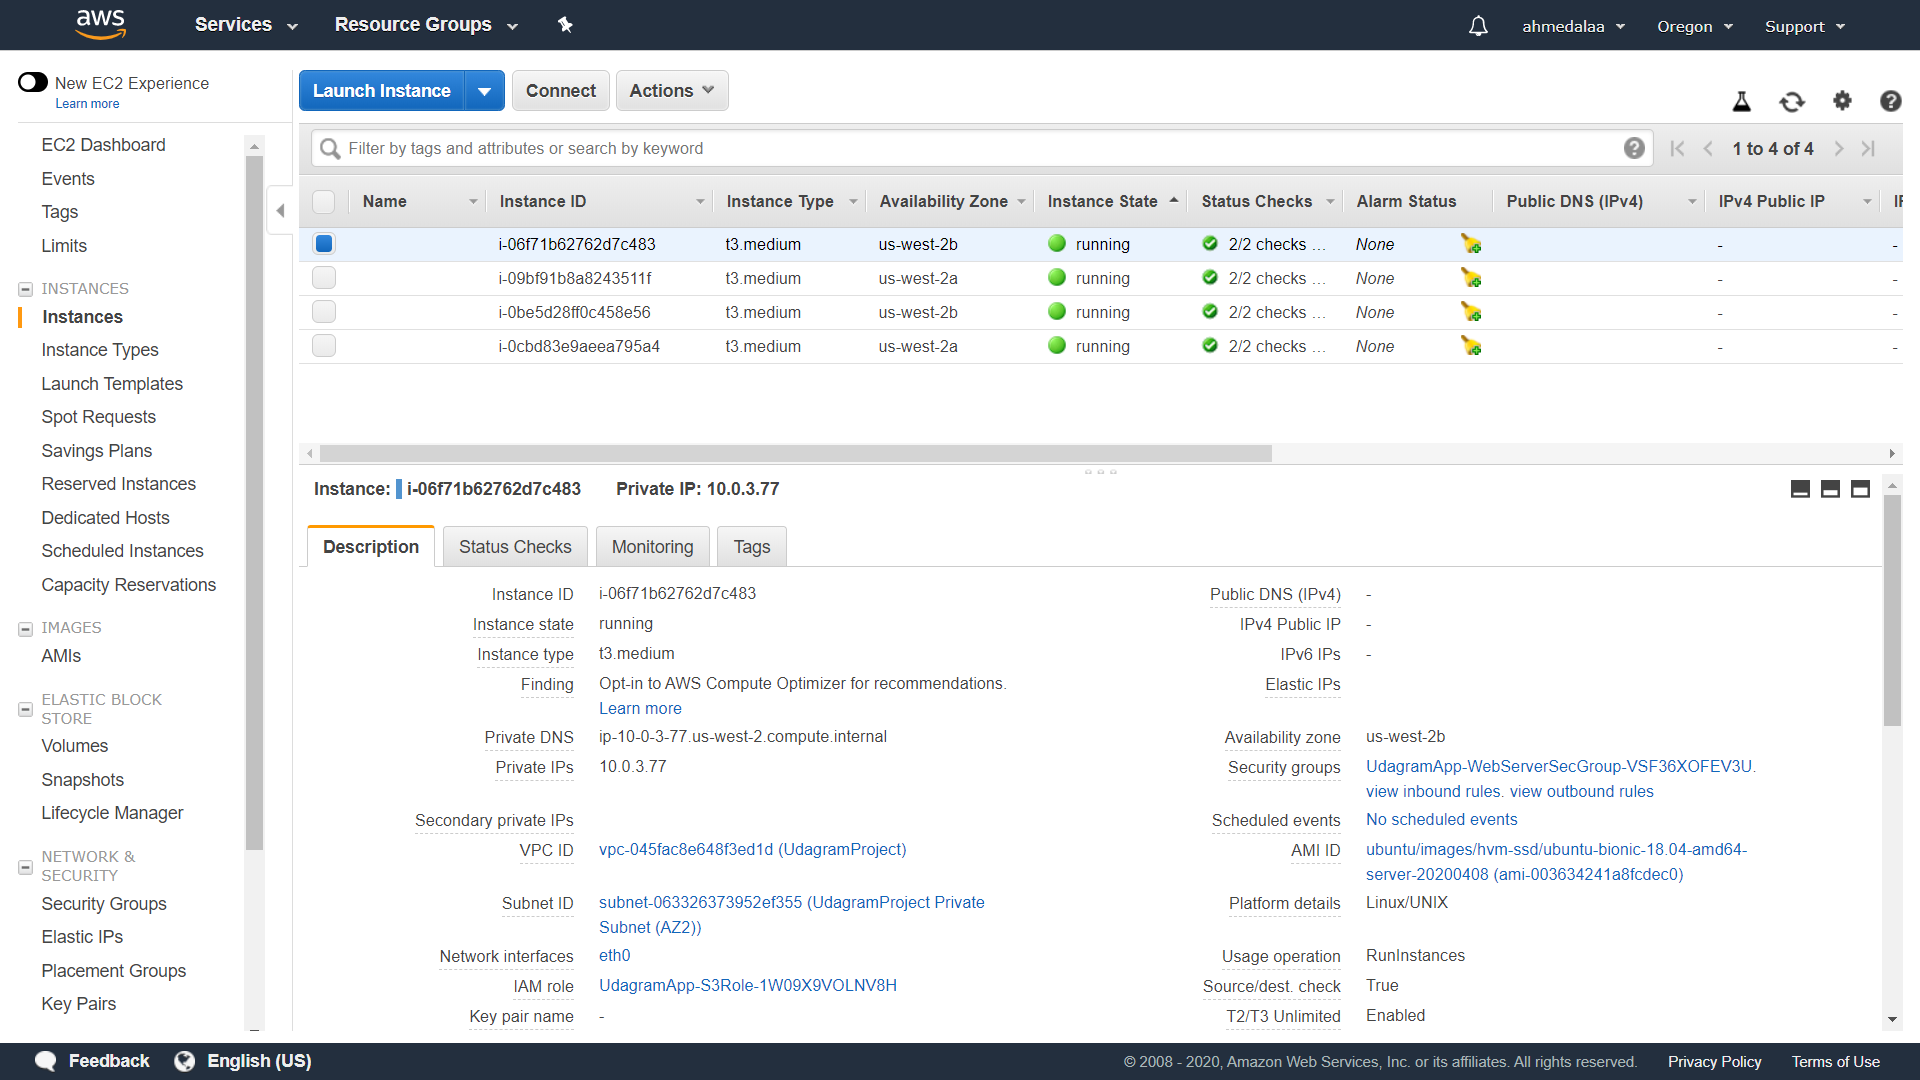 aws
Services
Resource Groups
ahmedalaa
Oregon
Support
New EC2 Experience
Learn more
EC2 Dashboard
Events
Tags
Limits
INSTANCES
Instances
Instance Types
Launch Templates
Spot Requests
Savings Plans
Reserved Instances
Dedicated Hosts
Scheduled Instances
Capacity Reservations
IMAGES
AMIs
ELASTIC BLOCK
STORE
Volumes
Snapshots
Lifecycle Manager
NETWORK &
SECURITY
Security Groups
Elastic IPs
Placement Groups
Key Pairs
Launch Instance
Connect
Actions
Filter by tags and attributes or search by keyword
1 to 4 of 4
Name Instance ID Instance Type Availability Zone Instance State Status Checks Alarm Status Public DNS (IPv4) IPv4 Public IP
i-06f71b62762d7c483 t3.medium us-west-2b running 2/2 checks ... None - -
i-09bf91b8a8243511f t3.medium us-west-2a running 2/2 checks ... None - -
i-0be5d28ff0c458e56 t3.medium us-west-2b running 2/2 checks ... None - -
i-0cbd83e9aeea795a4 t3.medium us-west-2a running 2/2 checks ... None - -
Instance: i-06f71b62762d7c483 Private IP: 10.0.3.77
Description
Status Checks
Monitoring
Tags
Instance ID i-06f71b62762d7c483
Instance state running
Instance type t3.medium
Finding Opt-in to AWS Compute Optimizer for recommendations.
Learn more
Private DNS ip-10-0-3-77.us-west-2.compute.internal
Private IPs 10.0.3.77
Secondary private IPs
VPC ID vpc-045fac8e648f3ed1d (UdagramProject)
Subnet ID subnet-063326373952ef355 (UdagramProject Private
Subnet (AZ2))
Network interfaces eth0
IAM role UdagramApp-S3Role-1W09X9VOLNV8H
Key pair name -
Public DNS (IPv4) -
IPv4 Public IP -
IPv6 IPs -
Elastic IPs
Availability zone us-west-2b
Security groups UdagramApp-WebServerSecGroup-VSF36XOFEV3U.
view inbound rules. view outbound rules
Scheduled events No scheduled events
AMI ID ubuntu/images/hvm-ssd/ubuntu-bionic-18.04-amd64-
server-20200408 (ami-003634241a8fcdec0)
Platform details Linux/UNIX
Usage operation RunInstances
Source/dest. check True
T2/T3 Unlimited Enabled
Feedback
English (US)
© 2008 - 2020, Amazon Web Services, Inc. or its affiliates. All rights reserved.
Privacy Policy
Terms of Use